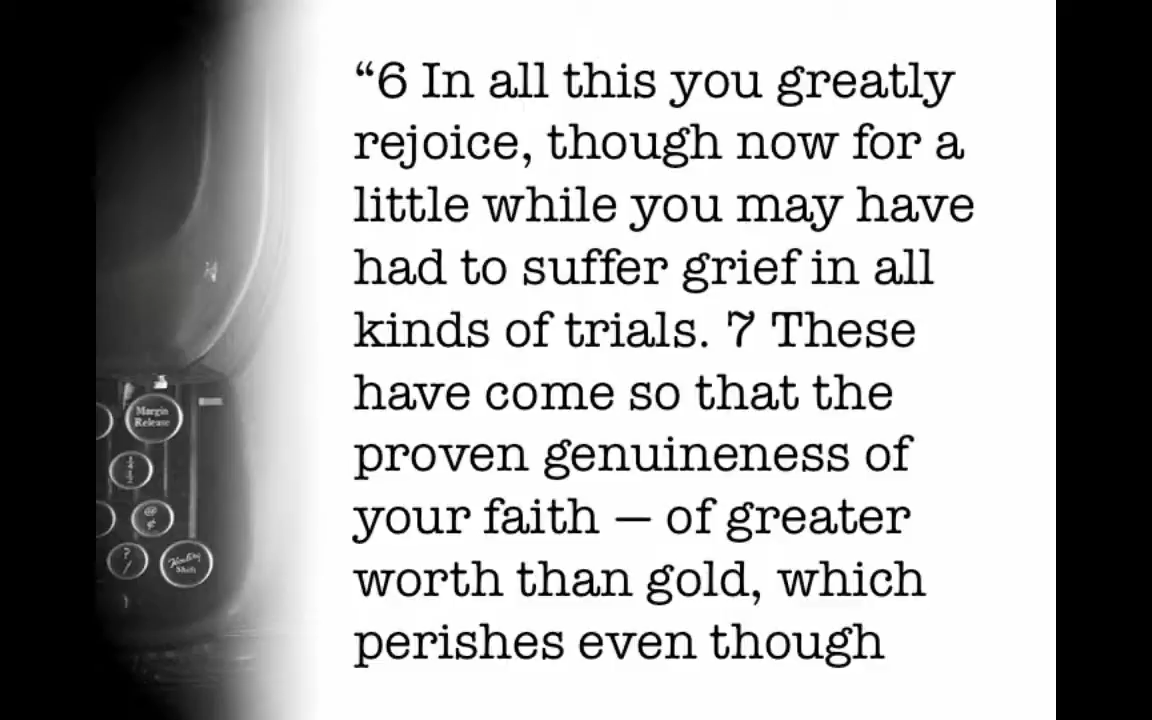 “6 In all this you greatly
rejoice, though now for a
little while you may have
had to suffer grief in all
kinds of trials. 7 These
have come so that the
proven genuineness of
your faith — of greater
worth than gold, which
perishes even though
Margin
Release
@
¢
?
/
Shift